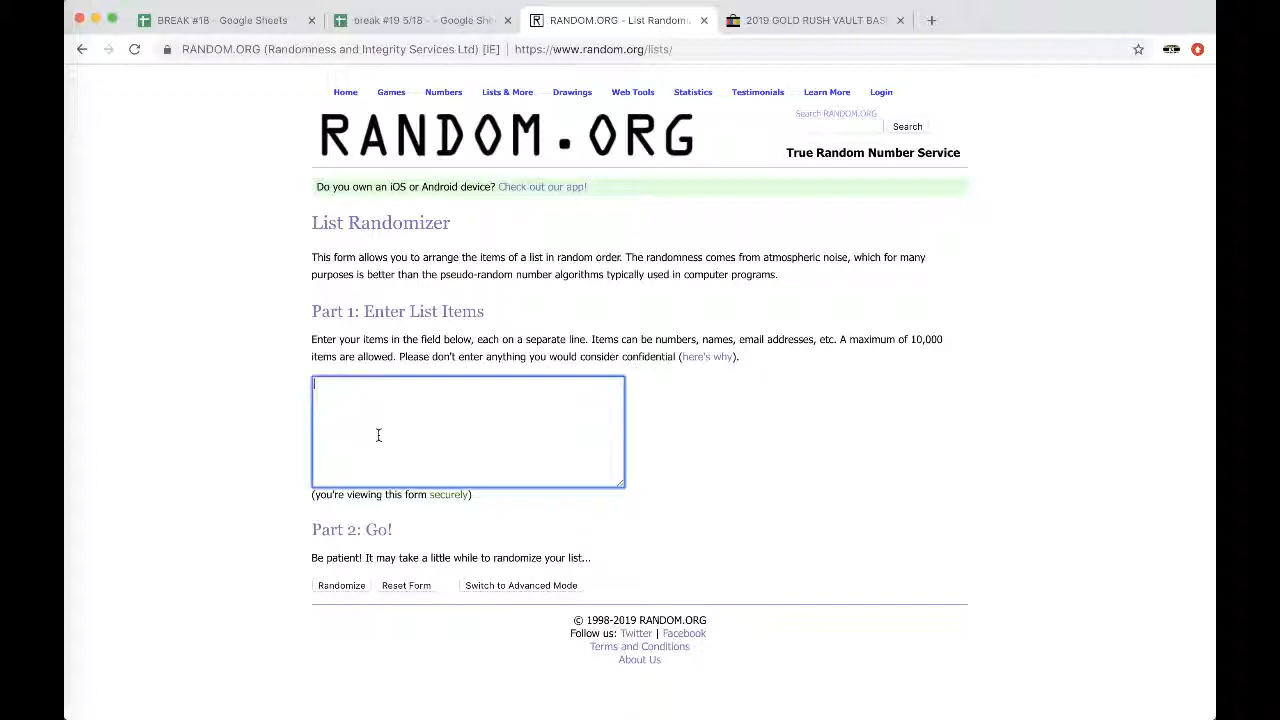 BREAK #18 - Google Sheets
break #19 5/18 - - Google She
RANDOM.ORG - List Randomi
2019 GOLD RUSH VAULT BAS
RANDOM.ORG (Randomness and Integrity Services Ltd) [IE] | https://www.random.org/lists/
Home Games Numbers Lists & More Drawings Web Tools Statistics Testimonials Learn More Login
Search RANDOM.ORG
Search
RANDOM.ORG
True Random Number Service
Do you own an iOS or Android device? Check out our app!
List Randomizer
This form allows you to arrange the items of a list in random order. The randomness comes from atmospheric noise, which for many
purposes is better than the pseudo-random number algorithms typically used in computer programs.
Part 1: Enter List Items
Enter your items in the field below, each on a separate line. Items can be numbers, names, email addresses, etc. A maximum of 10,000
items are allowed. Please don't enter anything you would consider confidential (here's why).
(you're viewing this form securely)
Part 2: Go!
Be patient! It may take a little while to randomize your list...
Randomize Reset Form Switch to Advanced Mode
© 1998-2019 RANDOM.ORG
Follow us: Twitter | Facebook
Terms and Conditions
About Us